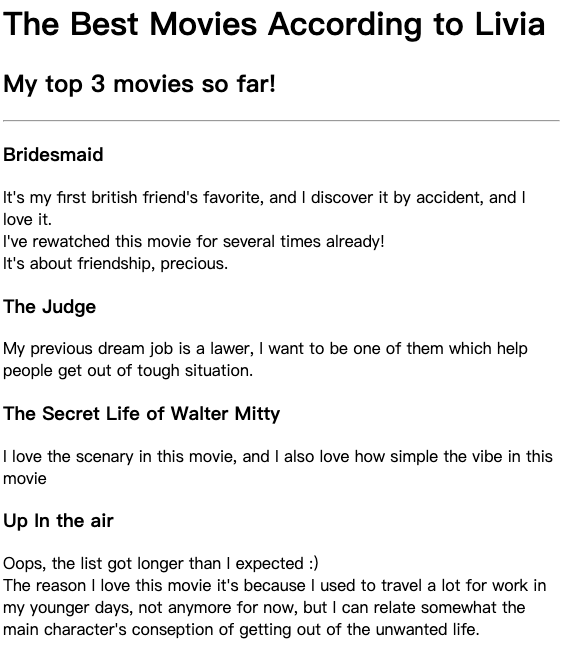 The Best Movies According to Livia
My top 3 movies so far!
Bridesmaid
It's my first british friend's favorite, and I discover it by accident, and I
love it.
I've rewatched this movie for several times already!
It's about friendship, precious.
The Judge
My previous dream job is a lawer, I want to be one of them which help
people get out of tough situation.
The Secret Life of Walter Mitty
I love the scenary in this movie, and I also love how simple the vibe in this
movie
Up In the air
Oops, the list got longer than I expected :)
The reason I love this movie it's because I used to travel a lot for work in
my younger days, not anymore for now, but I can relate somewhat the
main character's conseption of getting out of the unwanted life.